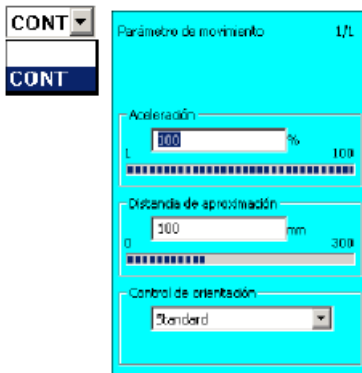 CONT
CONT
Parámetro de movimiento 1/1
Aceleración
100 %
1 100
Distancia de aproximación
100 mm
0 300
Control de orientación
Standard